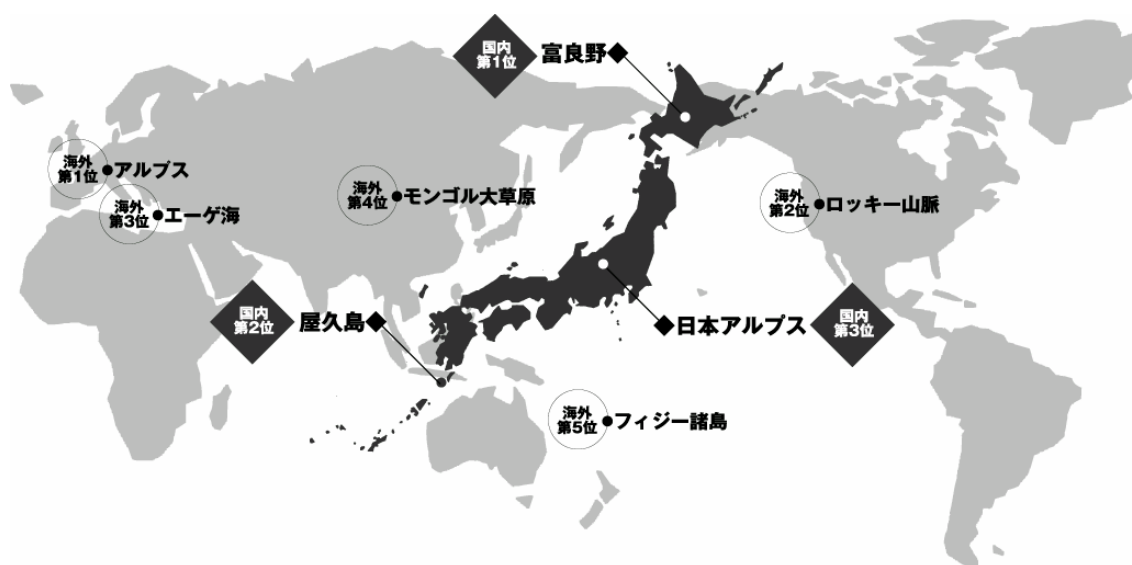 国内
第1位
富良野
海外
第1位
アルプス
海外
第3位
エーゲ海
海外
第4位
モンゴル大草原
海外
第2位
ロッキー山脈
国内
第2位
屋久島
日本アルプス
国内
第3位
海外
第5位
フィジー諸島